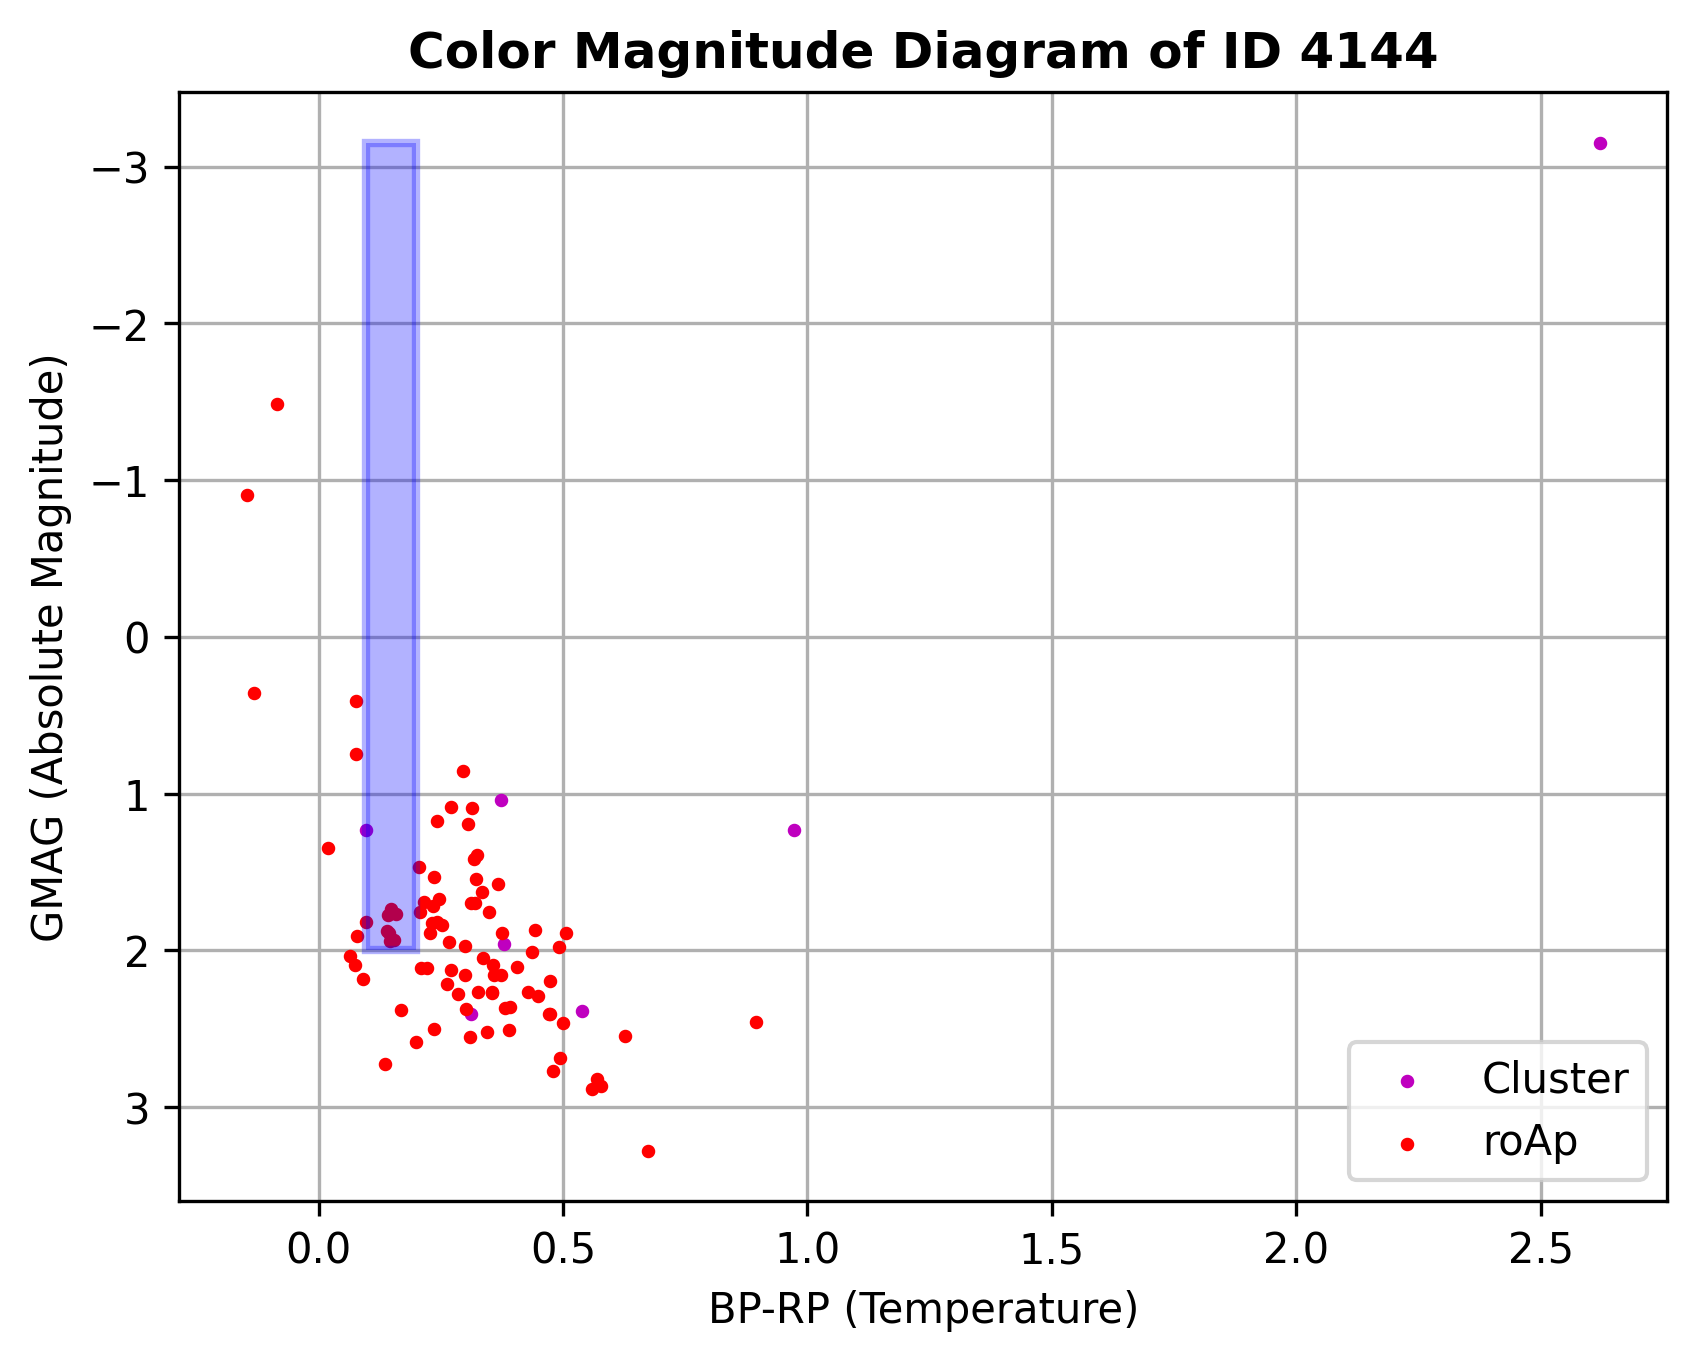 Color Magnitude Diagram of ID 4144
GMAG (Absolute Magnitude)
−3
−2
−1
0
1
2
3
Cluster
roAp
0.0 0.5 1.0 1.5 2.0 2.5
BP-RP (Temperature)